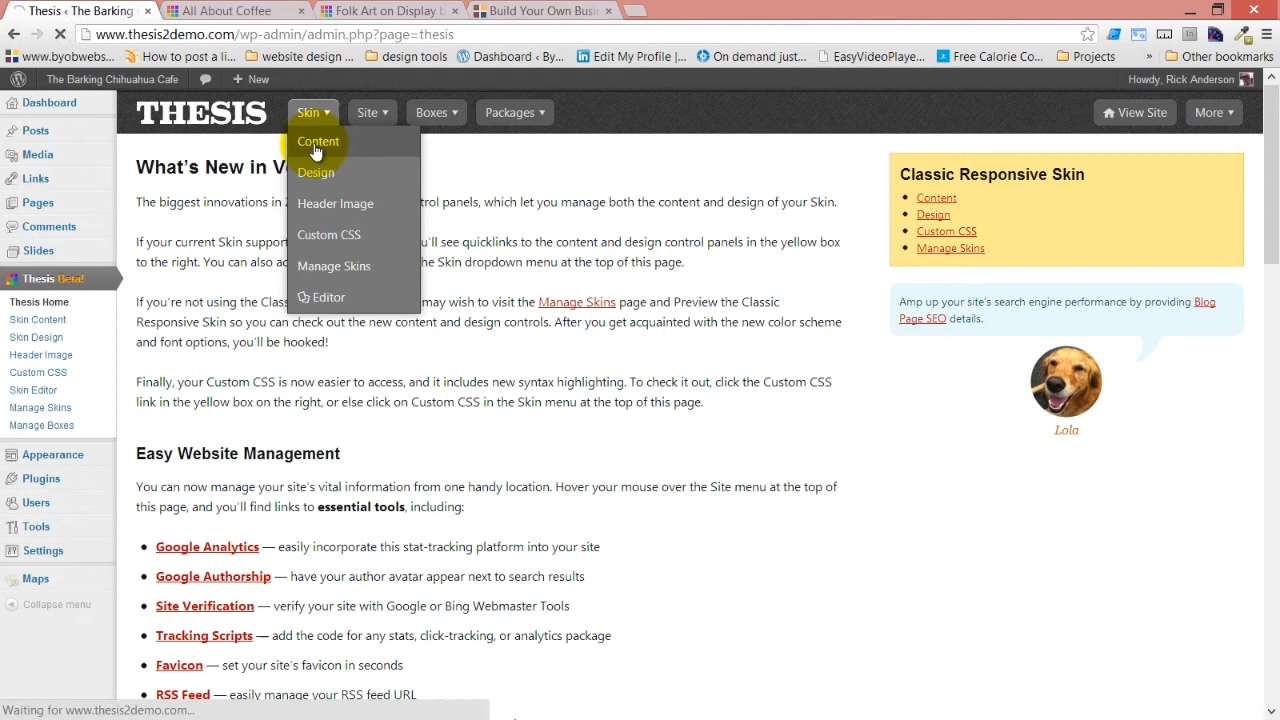 Thesis ‹ The Barking
All About Coffee
Folk Art on Display b
Build Your Own Busin
www.thesis2demo.com/wp-admin/admin.php?page=thesis
www.byobwebs...
How to post a li...
website design ...
design tools
Dashboard ‹ By...
Edit My Profile |...
On demand just...
EasyVideoPlaye...
Free Calorie Co...
Projects
»
Other bookmarks
The Barking Chihuahua Cafe
+ New
Howdy, Rick Anderson
Dashboard
Posts
Media
Links
Pages
Comments
Slides
Thesis Beta!
Thesis Home
Skin Content
Skin Design
Header Image
Custom CSS
Skin Editor
Manage Skins
Manage Boxes
Appearance
Plugins
Users
Tools
Settings
Maps
Collapse menu
THESIS
Skin ▾
Site ▾
Boxes ▾
Packages ▾
View Site
More ▾
Content
Design
Header Image
Custom CSS
Manage Skins
Editor
What's New in V
The biggest innovations in 2
trol panels, which let you manage both the content and design of your Skin.
If your current Skin support
u'll see quicklinks to the content and design control panels in the yellow box
to the right. You can also ac
the Skin dropdown menu at the top of this page.
If you're not using the Class
may wish to visit the Manage Skins page and Preview the Classic
Responsive Skin so you can check out the new content and design controls. After you get acquainted with the new color scheme
and font options, you'll be hooked!
Finally, your Custom CSS is now easier to access, and it includes new syntax highlighting. To check it out, click the Custom CSS
link in the yellow box on the right, or else click on Custom CSS in the Skin menu at the top of this page.
Easy Website Management
You can now manage your site's vital information from one handy location. Hover your mouse over the Site menu at the top of
this page, and you'll find links to essential tools, including:
• Google Analytics — easily incorporate this stat-tracking platform into your site
• Google Authorship — have your author avatar appear next to search results
• Site Verification — verify your site with Google or Bing Webmaster Tools
• Tracking Scripts — add the code for any stats, click-tracking, or analytics package
• Favicon — set your site's favicon in seconds
• RSS Feed — easily manage your RSS feed URL
Classic Responsive Skin
• Content
• Design
• Custom CSS
• Manage Skins
Amp up your site's search engine performance by providing Blog
Page SEO details.
Lola
Waiting for www.thesis2demo.com...